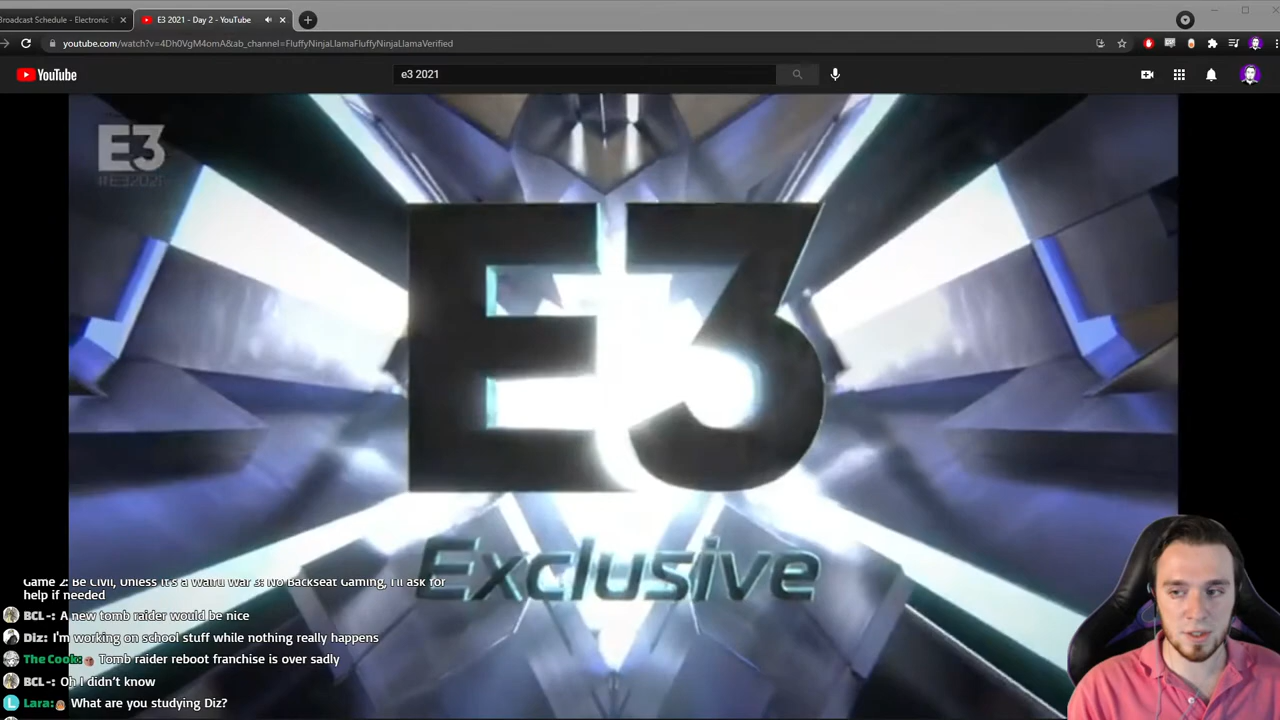 Broadcast Schedule - Electronic
E3 2021 - Day 2 - YouTube
youtube.com/watch?v=4Dh0VgM4omA&ab_channel=FluffyNinjaLlamaFluffyNinjaLlamaVerified
YouTube
e3 2021
E3
#E32021
E3
Exclusive
Game 2: Be Civil, Unless it's a Waifu War 3: No Backseat Gaming, I'll ask for
help if needed
BCL -: A new tomb raider would be nice
Diz: I'm working on school stuff while nothing really happens
The Cook: Tomb raider reboot franchise is over sadly
BCL -: Oh I didn't know
L Lara: What are you studying Diz?